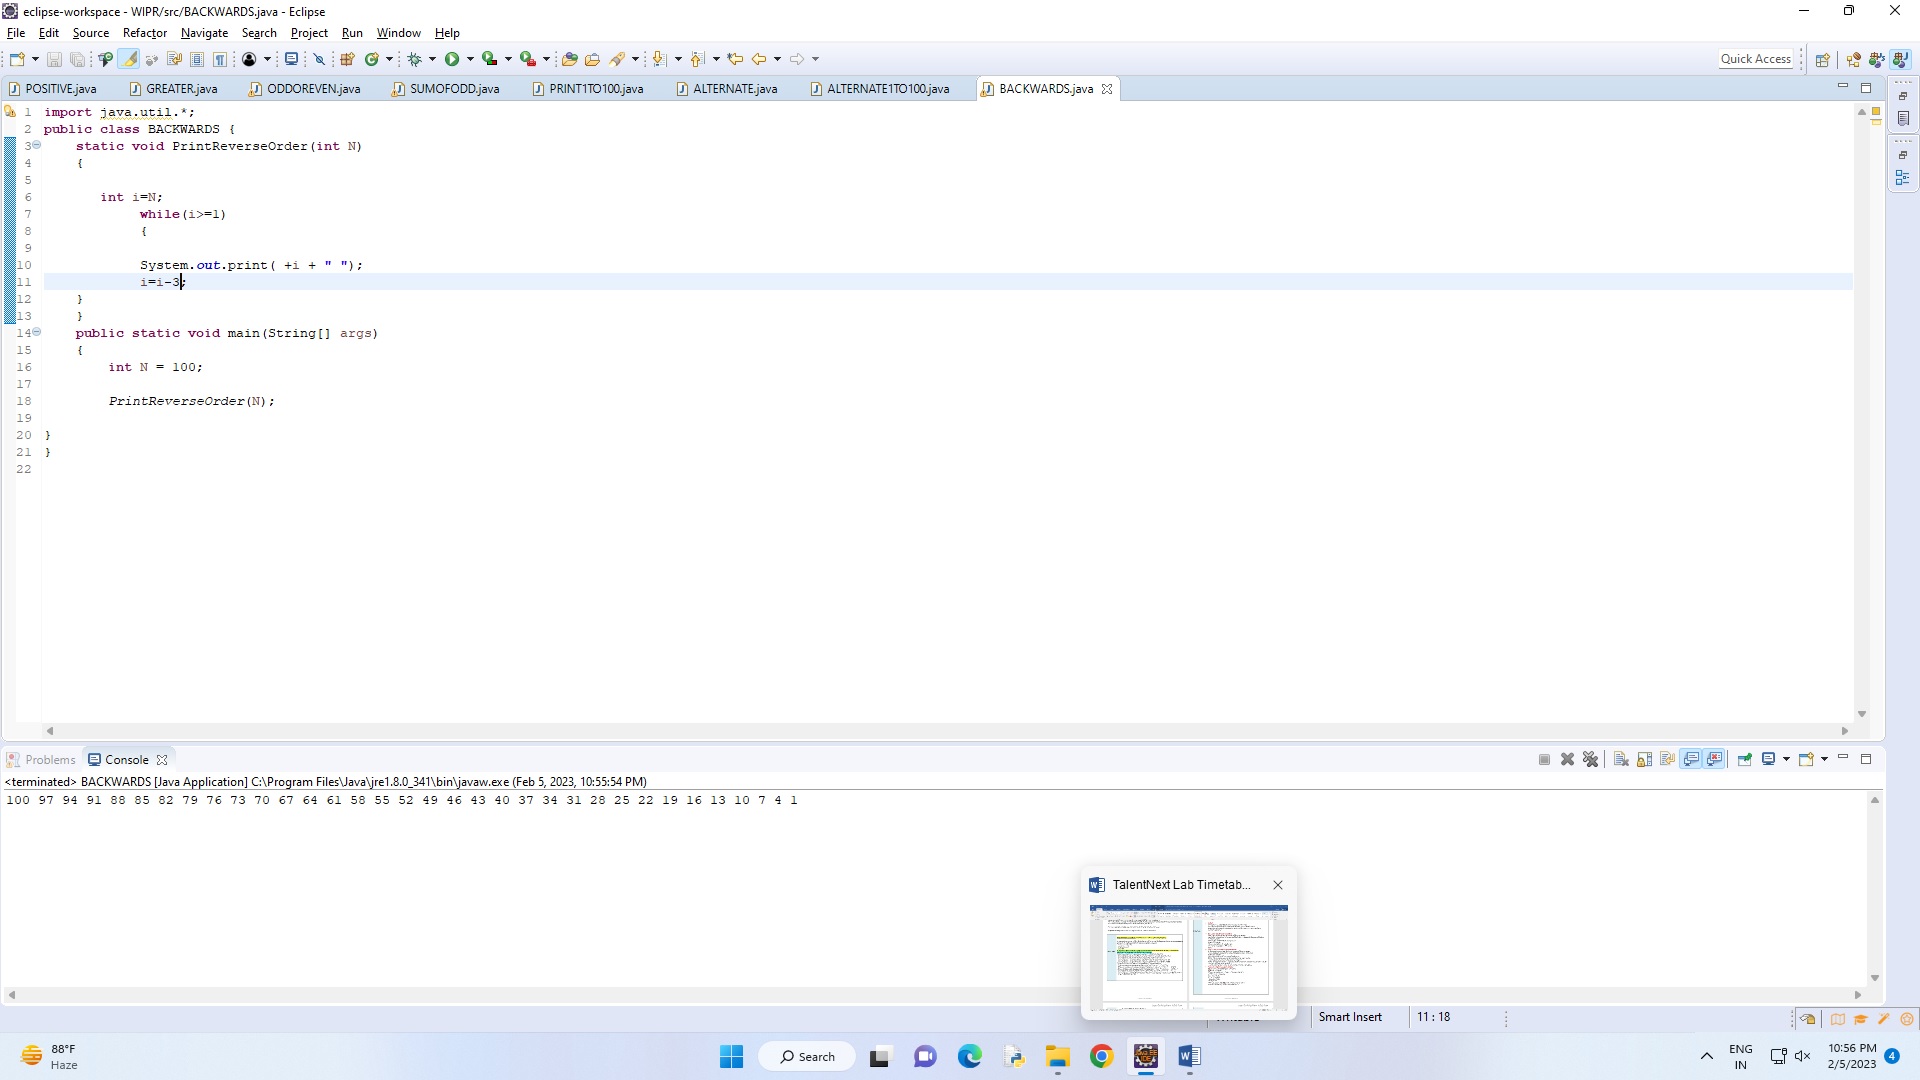 eclipse-workspace - WIPR/src/BACKWARDS.java - Eclipse
File Edit Source Refactor Navigate Search Project Run Window Help
Quick Access
POSITIVE.java GREATER.java ODDOREVEN.java SUMOFODD.java PRINT1TO100.java ALTERNATE.java ALTERNATE1TO100.java BACKWARDS.java
1 import java.util.*;
2 public class BACKWARDS {
3 static void PrintReverseOrder(int N)
4 {
5
6 int i=N;
7 while(i>=1)
8 {
9
10 System.out.print( +i + " ");
11 i=i-3;
12 }
13 }
14 public static void main(String[] args)
15 {
16 int N = 100;
17
18 PrintReverseOrder(N);
19
20 }
21 }
22
Problems Console
<terminated> BACKWARDS [Java Application] C:\Program Files\Java\jre1.8.0_341\bin\javaw.exe (Feb 5, 2023, 10:55:54 PM)
100 97 94 91 88 85 82 79 76 73 70 67 64 61 58 55 52 49 46 43 40 37 34 31 28 25 22 19 16 13 10 7 4 1
TalentNext Lab Timetab...
Smart Insert 11 : 18
88°F
Haze
Search
ENG
IN
10:56 PM
2/5/2023
4